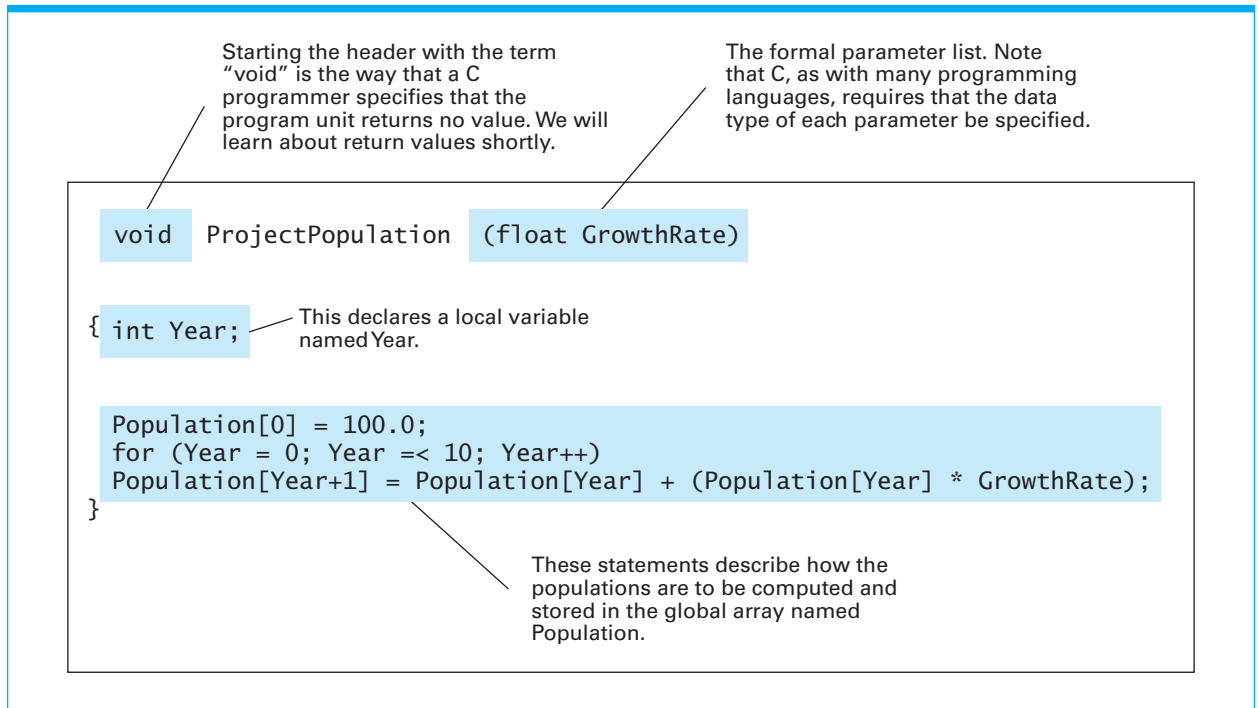 Starting the header with the term
“void” is the way that a C
programmer specifies that the
program unit returns no value. We will
learn about return values shortly.
The formal parameter list. Note
that C, as with many programming
languages, requires that the data
type of each parameter be specified.
void ProjectPopulation (float GrowthRate)
{ int Year;
This declares a local variable
named Year.
Population[0] = 100.0;
for (Year = 0; Year =< 10; Year++)
Population[Year+1] = Population[Year] + (Population[Year] * GrowthRate);
}
These statements describe how the
populations are to be computed and
stored in the global array named
Population.